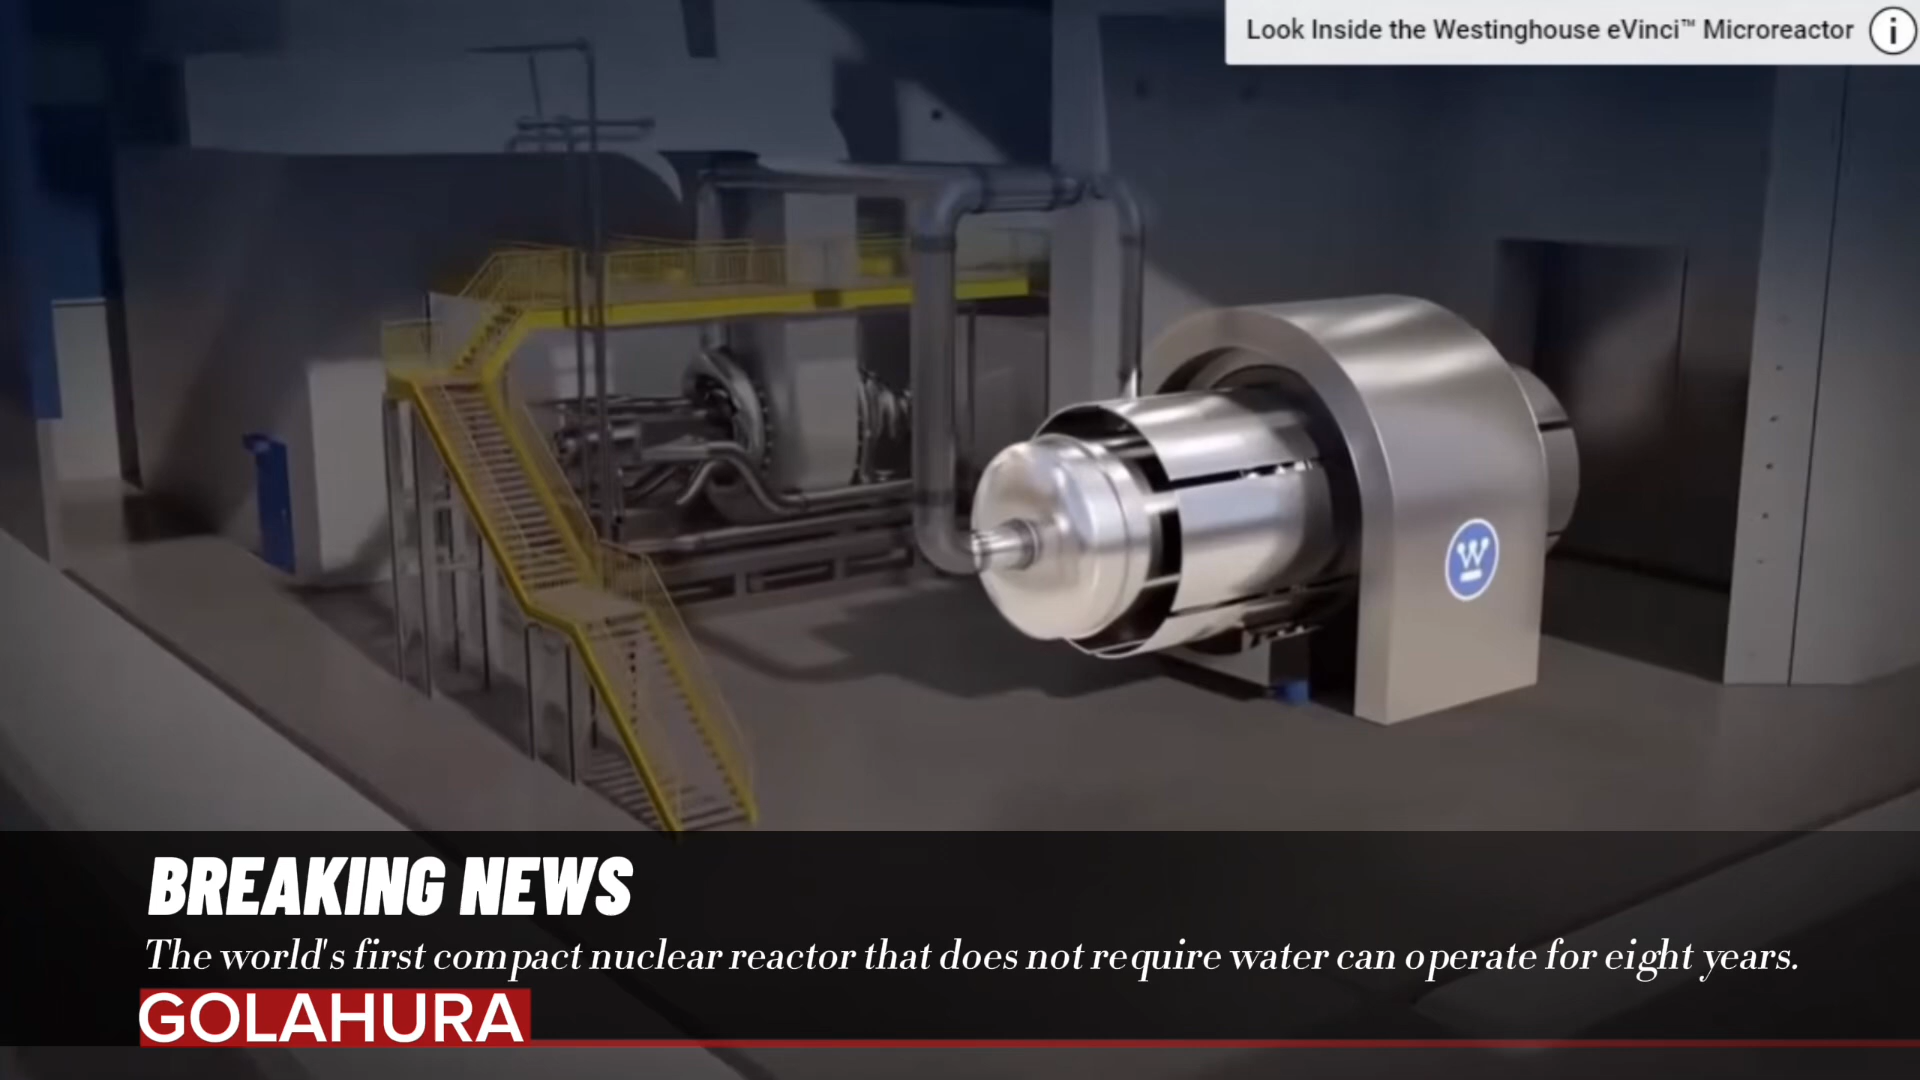 Look Inside the Westinghouse eVinci™ Microreactor
i
W
BREAKING NEWS
The world's first compact nuclear reactor that does not require water can operate for eight years.
GOLAHURA